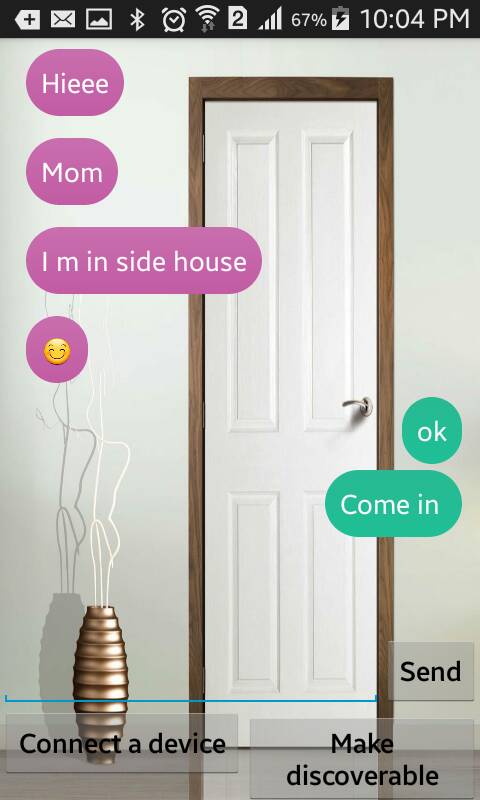 2 67% 10:04 PM
Hieee
Mom
I m in side house
😊
ok
Come in
Send
Connect a device
Make
discoverable